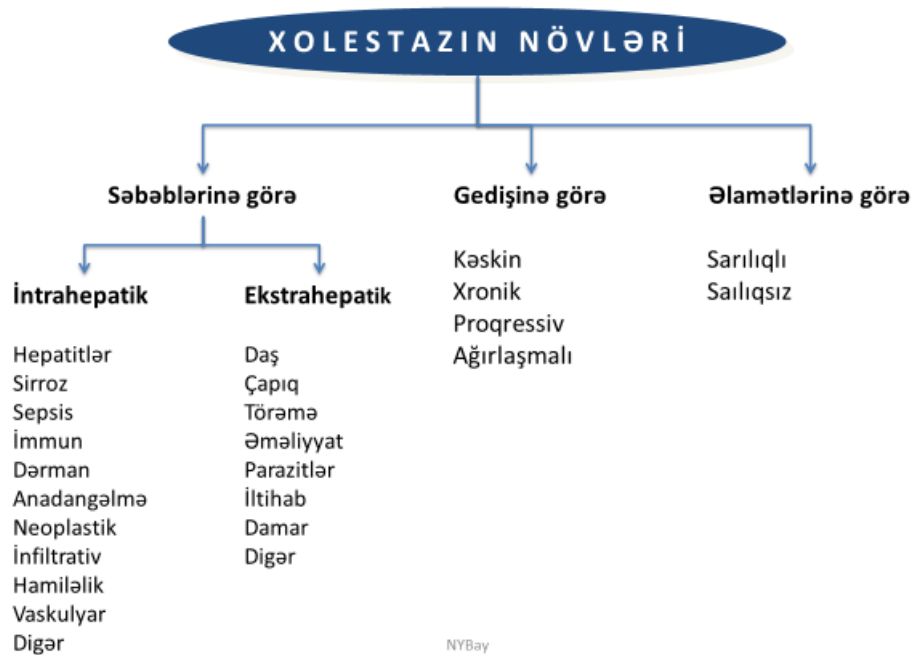 XOLESTAZIN NÖVLƏRİ
Səbəblərinə görə
Gedişinə görə
Əlamətlərinə görə
İntrahepatik
Hepatitlər
Sirroz
Sepsis
İmmun
Dərman
Anadangəlmə
Neoplastik
İnfiltrativ
Hamiləlik
Vaskulyar
Digər
Ekstrahepatik
Daş
Çapıq
Törəmə
Əməliyyat
Parazitlər
İltihab
Damar
Digər
Kəskin
Xronik
Proqressiv
Ağırlaşmalı
Sarılıqlı
Saılıqsız
NYBay